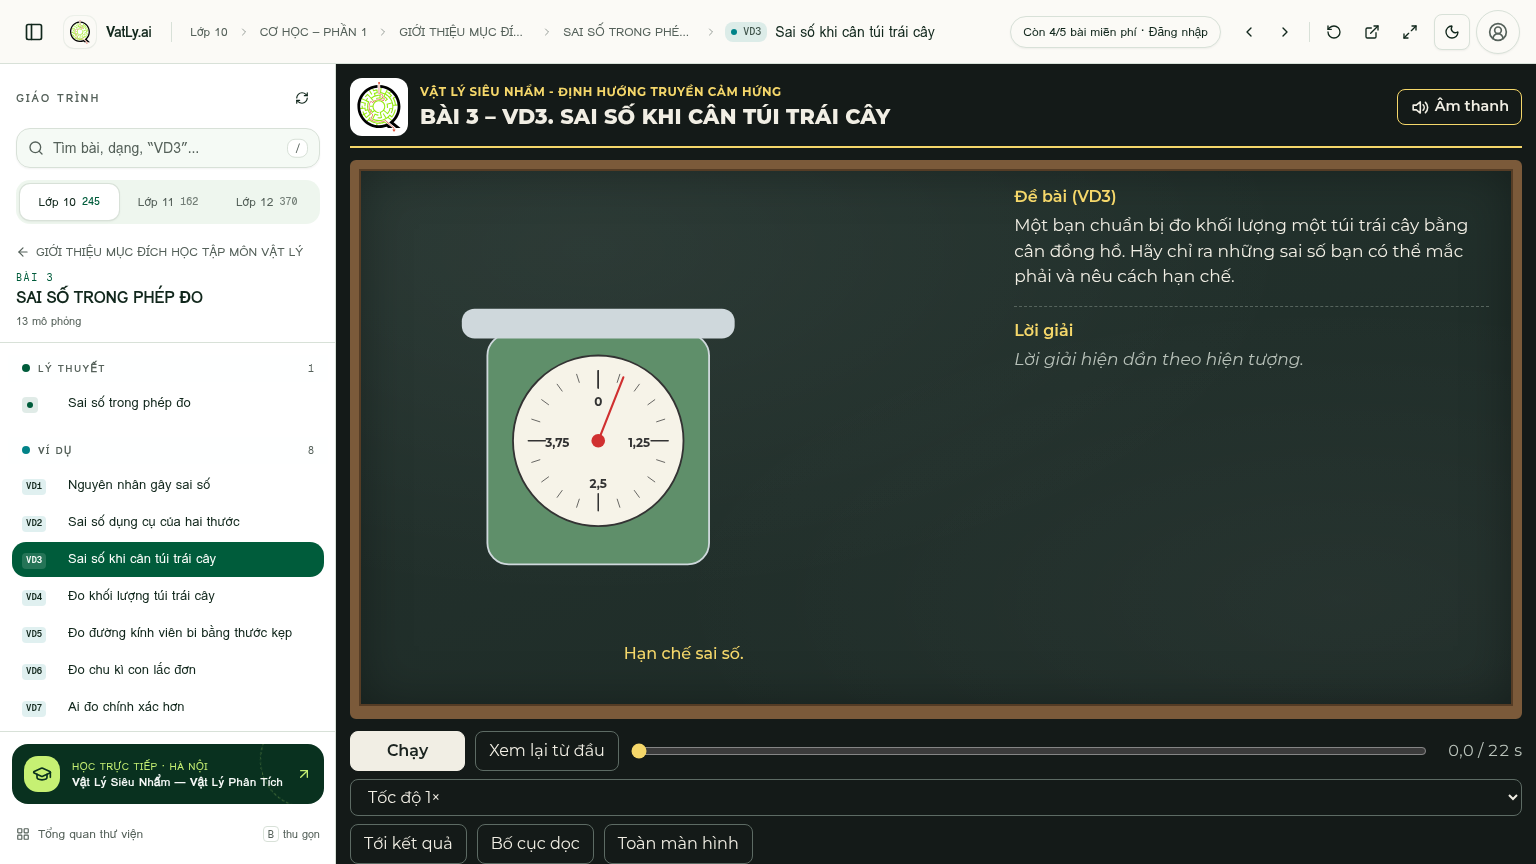 VatLy.ai
Lớp 10
CƠ HỌC – PHẦN 1
GIỚI THIỆU MỤC ĐÍ...
SAI SỐ TRONG PHÉ...
VD3
Sai số khi cân túi trái cây
Còn 4/5 bài miễn phí · Đăng nhập
GIÁO TRÌNH
Tìm bài, dạng, “VD3”...
/
Lớp 10 245
Lớp 11 162
Lớp 12 370
GIỚI THIỆU MỤC ĐÍCH HỌC TẬP MÔN VẬT LÝ
BÀI 3
SAI SỐ TRONG PHÉP ĐO
13 mô phỏng
LÝ THUYẾT 1
Sai số trong phép đo
VÍ DỤ 8
VD1 Nguyên nhân gây sai số
VD2 Sai số dụng cụ của hai thước
VD3 Sai số khi cân túi trái cây
VD4 Đo khối lượng túi trái cây
VD5 Đo đường kính viên bi bằng thước kẹp
VD6 Đo chu kì con lắc đơn
VD7 Ai đo chính xác hơn
HỌC TRỰC TIẾP · HÀ NỘI
Vật Lý Siêu Nhẩm — Vật Lý Phân Tích
Tổng quan thư viện
B thu gọn
VẬT LÝ SIÊU NHẨM - ĐỊNH HƯỚNG TRUYỀN CẢM HỨNG
BÀI 3 – VD3. SAI SỐ KHI CÂN TÚI TRÁI CÂY
Âm thanh
0
3,75
1,25
2,5
Hạn chế sai số.
Đề bài (VD3)
Một bạn chuẩn bị đo khối lượng một túi trái cây bằng
cân đồng hồ. Hãy chỉ ra những sai số bạn có thể mắc
phải và nêu cách hạn chế.
Lời giải
Lời giải hiện dần theo hiện tượng.
Chạy
Xem lại từ đầu
0,0 / 22 s
Tốc độ 1×
Tới kết quả
Bố cục dọc
Toàn màn hình